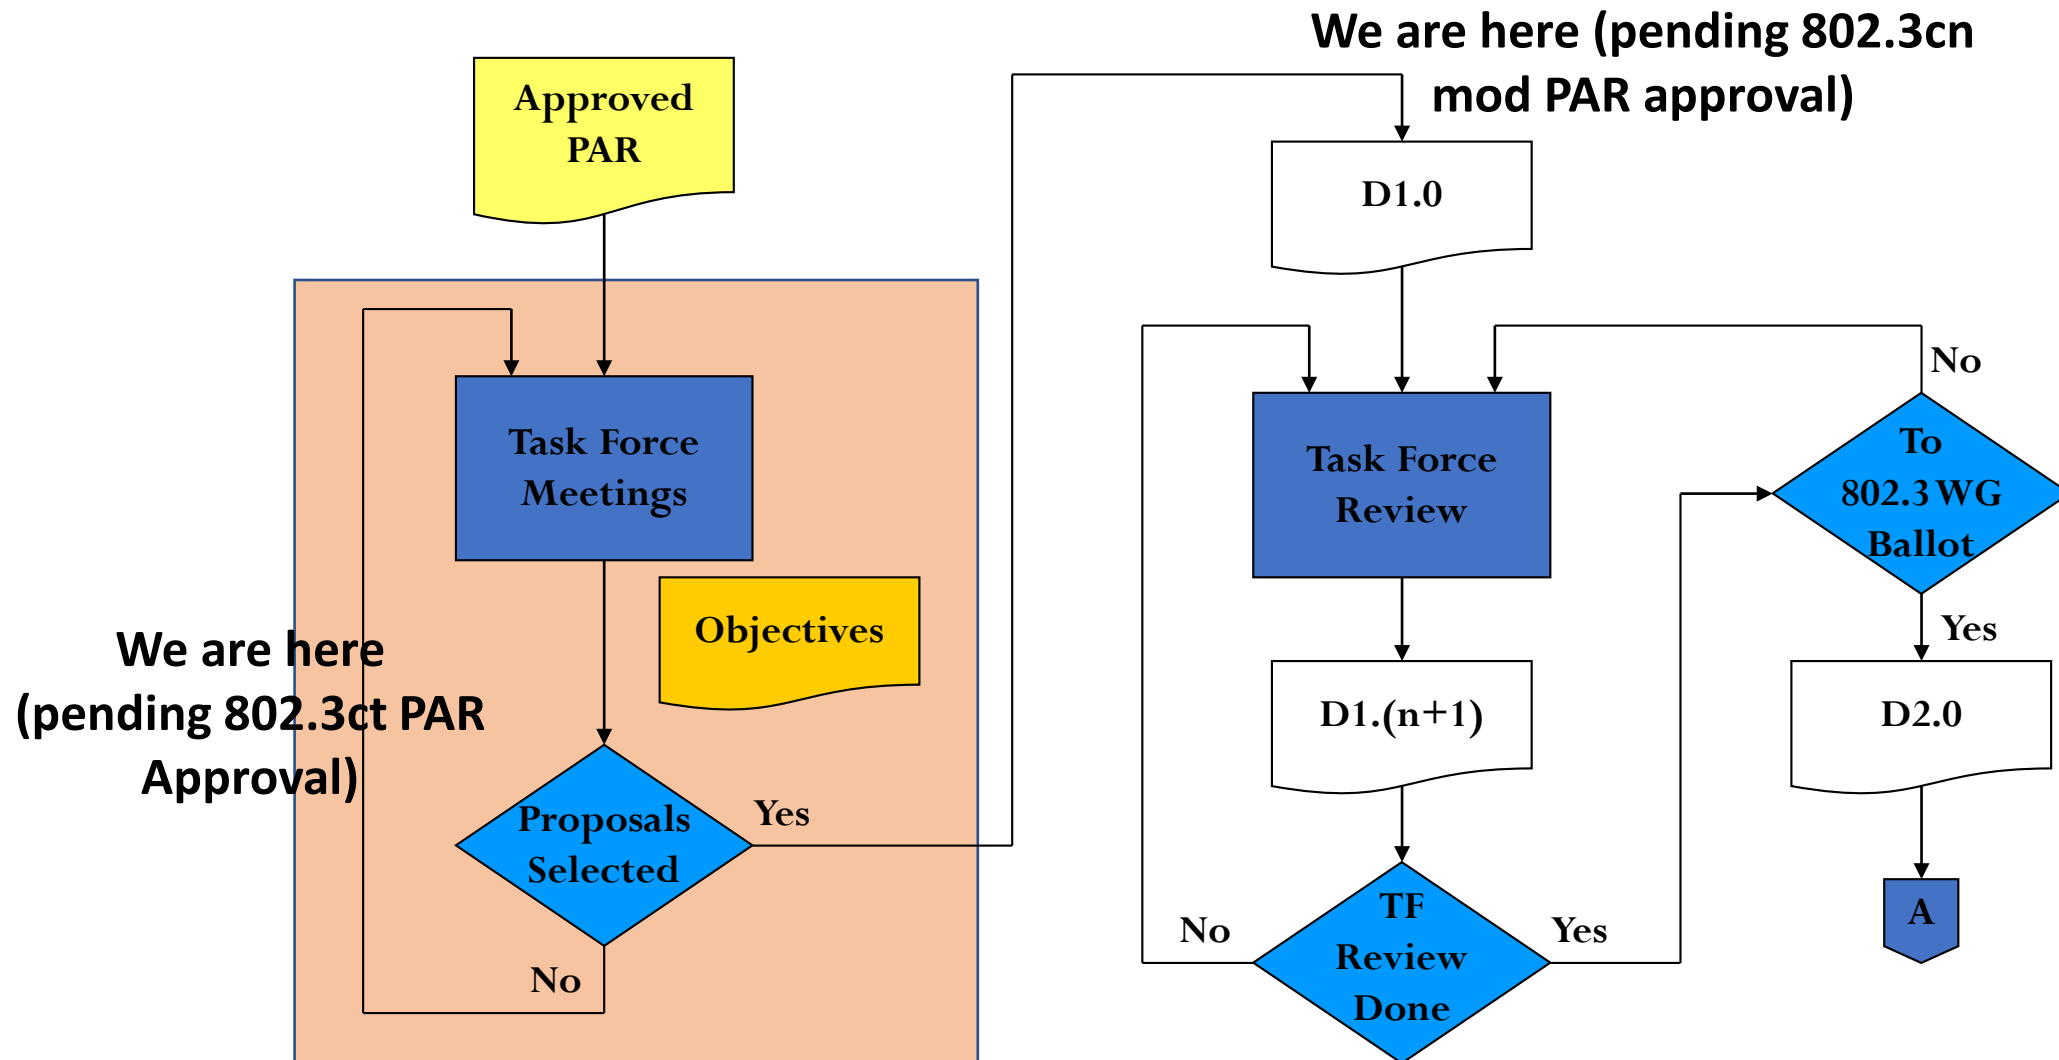 We are here (pending 802.3cn
mod PAR approval)
Approved
PAR
Task Force
Meetings
Objectives
We are here
(pending 802.3ct PAR
Approval)
Proposals
Selected
Yes
No
D1.0
Task Force
Review
D1.(n+1)
TF
Review
Done
No
Yes
To
802.3 WG
Ballot
No
Yes
D2.0
A